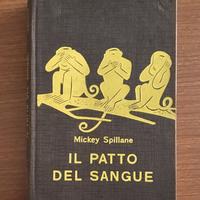 Mickey Spillane
IL PATTO
DEL SANGUE